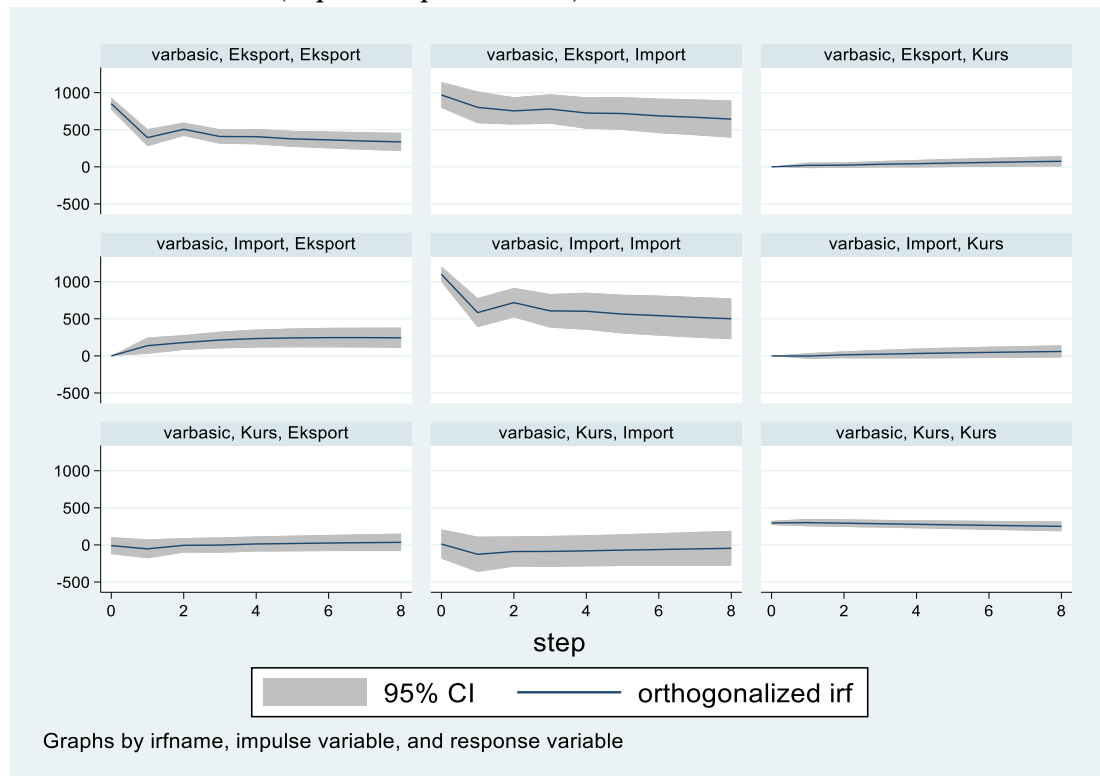 varbasic, Eksport, Eksport
varbasic, Eksport, Import
varbasic, Eksport, Kurs
1000
500
0
-500
varbasic, Import, Eksport
varbasic, Import, Import
varbasic, Import, Kurs
1000
500
0
-500
varbasic, Kurs, Eksport
varbasic, Kurs, Import
varbasic, Kurs, Kurs
1000
500
0
-500
0 2 4 6 8
0 2 4 6 8
0 2 4 6 8
step
95% CI
orthogonalized irf
Graphs by irfname, impulse variable, and response variable